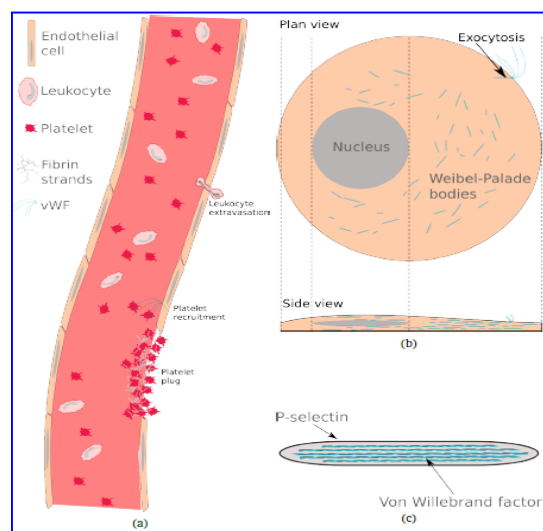 Endothelial
cell
Leukocyte
Platelet
Fibrin
strands
vWF
Leukocyte
extravasation
Platelet
recruitment
Platelet
plug
(a)
Plan view
Exocytosis
Nucleus
Weibel-Palade
bodies
Side view
(b)
P-selectin
Von Willebrand factor
(c)